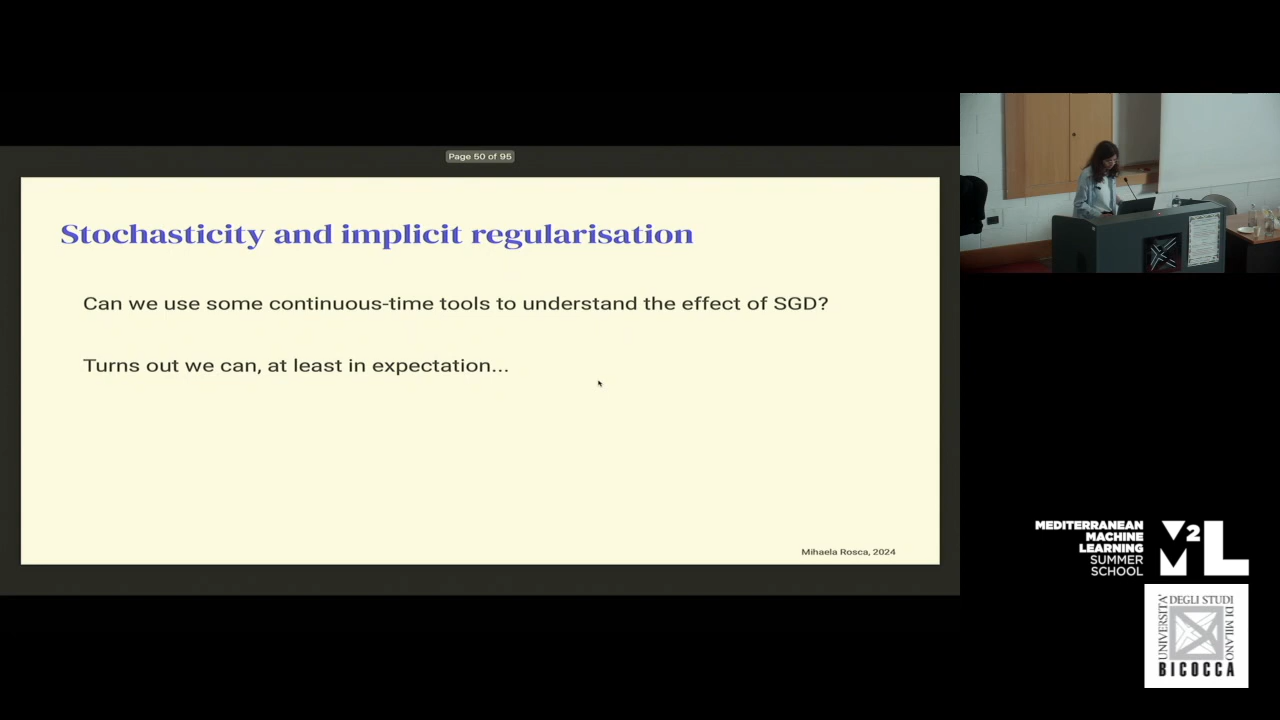 Page 50 of 95
Stochasticity and implicit regularisation
Can we use some continuous-time tools to understand the effect of SGD?
Turns out we can, at least in expectation...
Mihaela Rosca, 2024
MEDITERRANEAN
MACHINE
LEARNING
SUMMER
SCHOOL
M2L
UNIVERSITA'
DEGLI STUDI
DI MILANO
BICOCCA